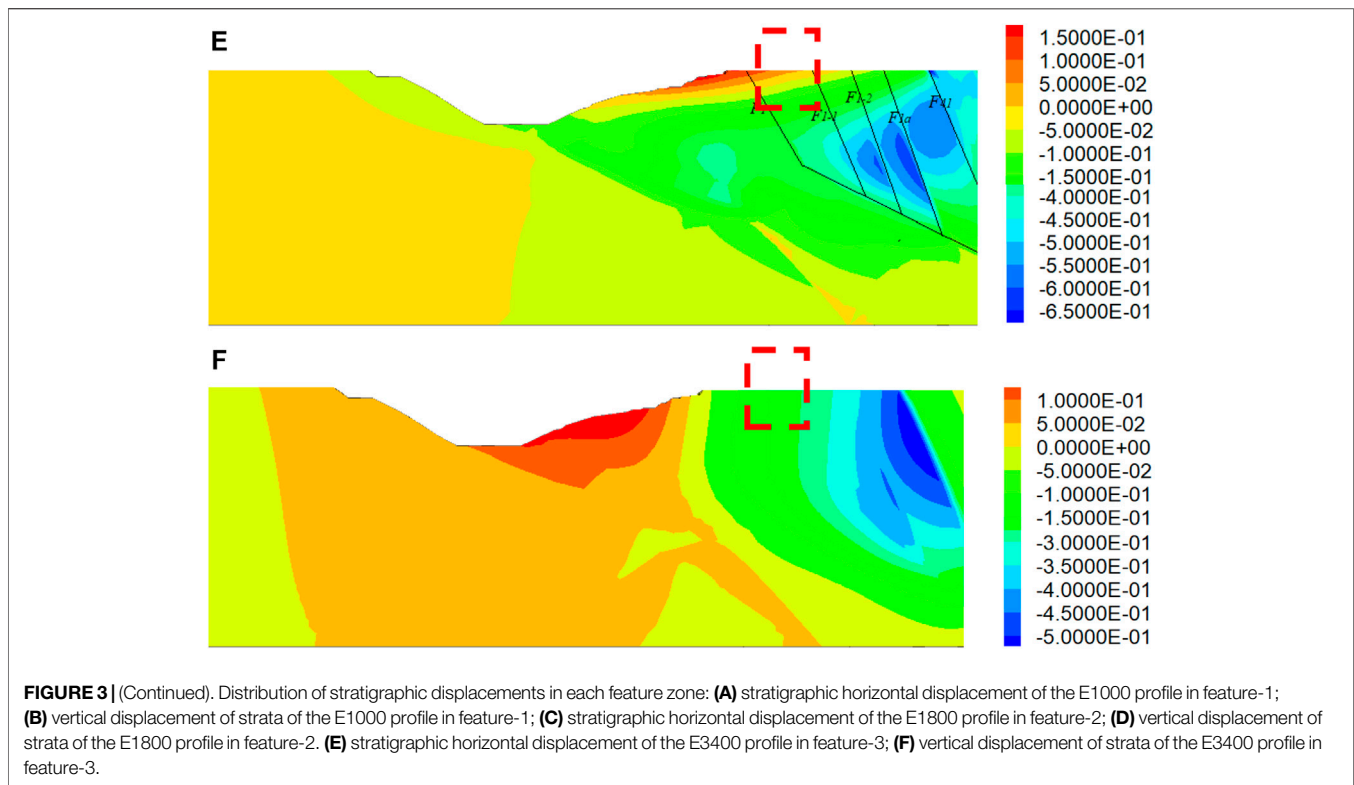 E
F1
F1-1
F1-2
F1a
F41
1.5000E-01
1.0000E-01
5.0000E-02
0.0000E+00
-5.0000E-02
-1.0000E-01
-1.5000E-01
-4.0000E-01
-4.5000E-01
-5.0000E-01
-5.5000E-01
-6.0000E-01
-6.5000E-01
F
1.0000E-01
5.0000E-02
0.0000E+00
-5.0000E-02
-1.0000E-01
-1.5000E-01
-3.0000E-01
-3.5000E-01
-4.0000E-01
-4.5000E-01
-5.0000E-01
FIGURE 3 | (Continued). Distribution of stratigraphic displacements in each feature zone: (A) stratigraphic horizontal displacement of the E1000 profile in feature-1;
(B) vertical displacement of strata of the E1000 profile in feature-1; (C) stratigraphic horizontal displacement of the E1800 profile in feature-2; (D) vertical displacement of
strata of the E1800 profile in feature-2. (E) stratigraphic horizontal displacement of the E3400 profile in feature-3; (F) vertical displacement of strata of the E3400 profile in
feature-3.